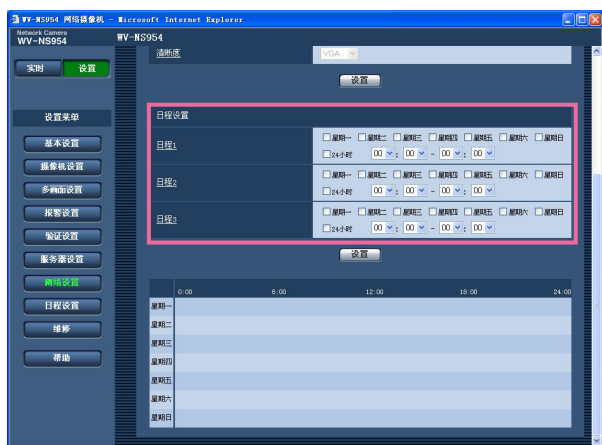 WV-NS954 网络摄像机 - Microsoft Internet Explorer
Network Camera
WV-NS954
WV-NS954
实时
设置
清晰度
VGA
设置
设置菜单
基本设置
摄像机设置
多画面设置
报警设置
验证设置
服务器设置
网络设置
日程设置
维修
帮助
日程设置
日程1
星期一 星期二 星期三 星期四 星期五 星期六 星期日
24小时 00 : 00 - 00 : 00
日程2
星期一 星期二 星期三 星期四 星期五 星期六 星期日
24小时 00 : 00 - 00 : 00
日程3
星期一 星期二 星期三 星期四 星期五 星期六 星期日
24小时 00 : 00 - 00 : 00
设置
0:00 6:00 12:00 18:00 24:00
星期一
星期二
星期三
星期四
星期五
星期六
星期日